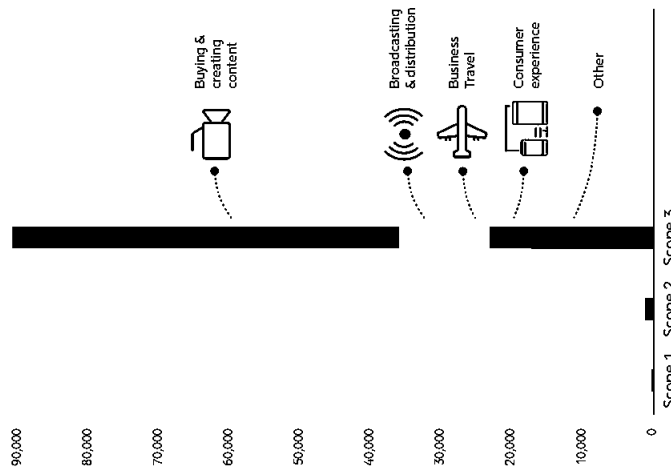 90,000
80,000
70,000
60,000
50,000
40,000
30,000
20,000
10,000
0
Buying &
creating
content
Broadcasting
& distribution
Business
Travel
Consumer
experience
Other
Scope 1
Scope 2
Scope 3